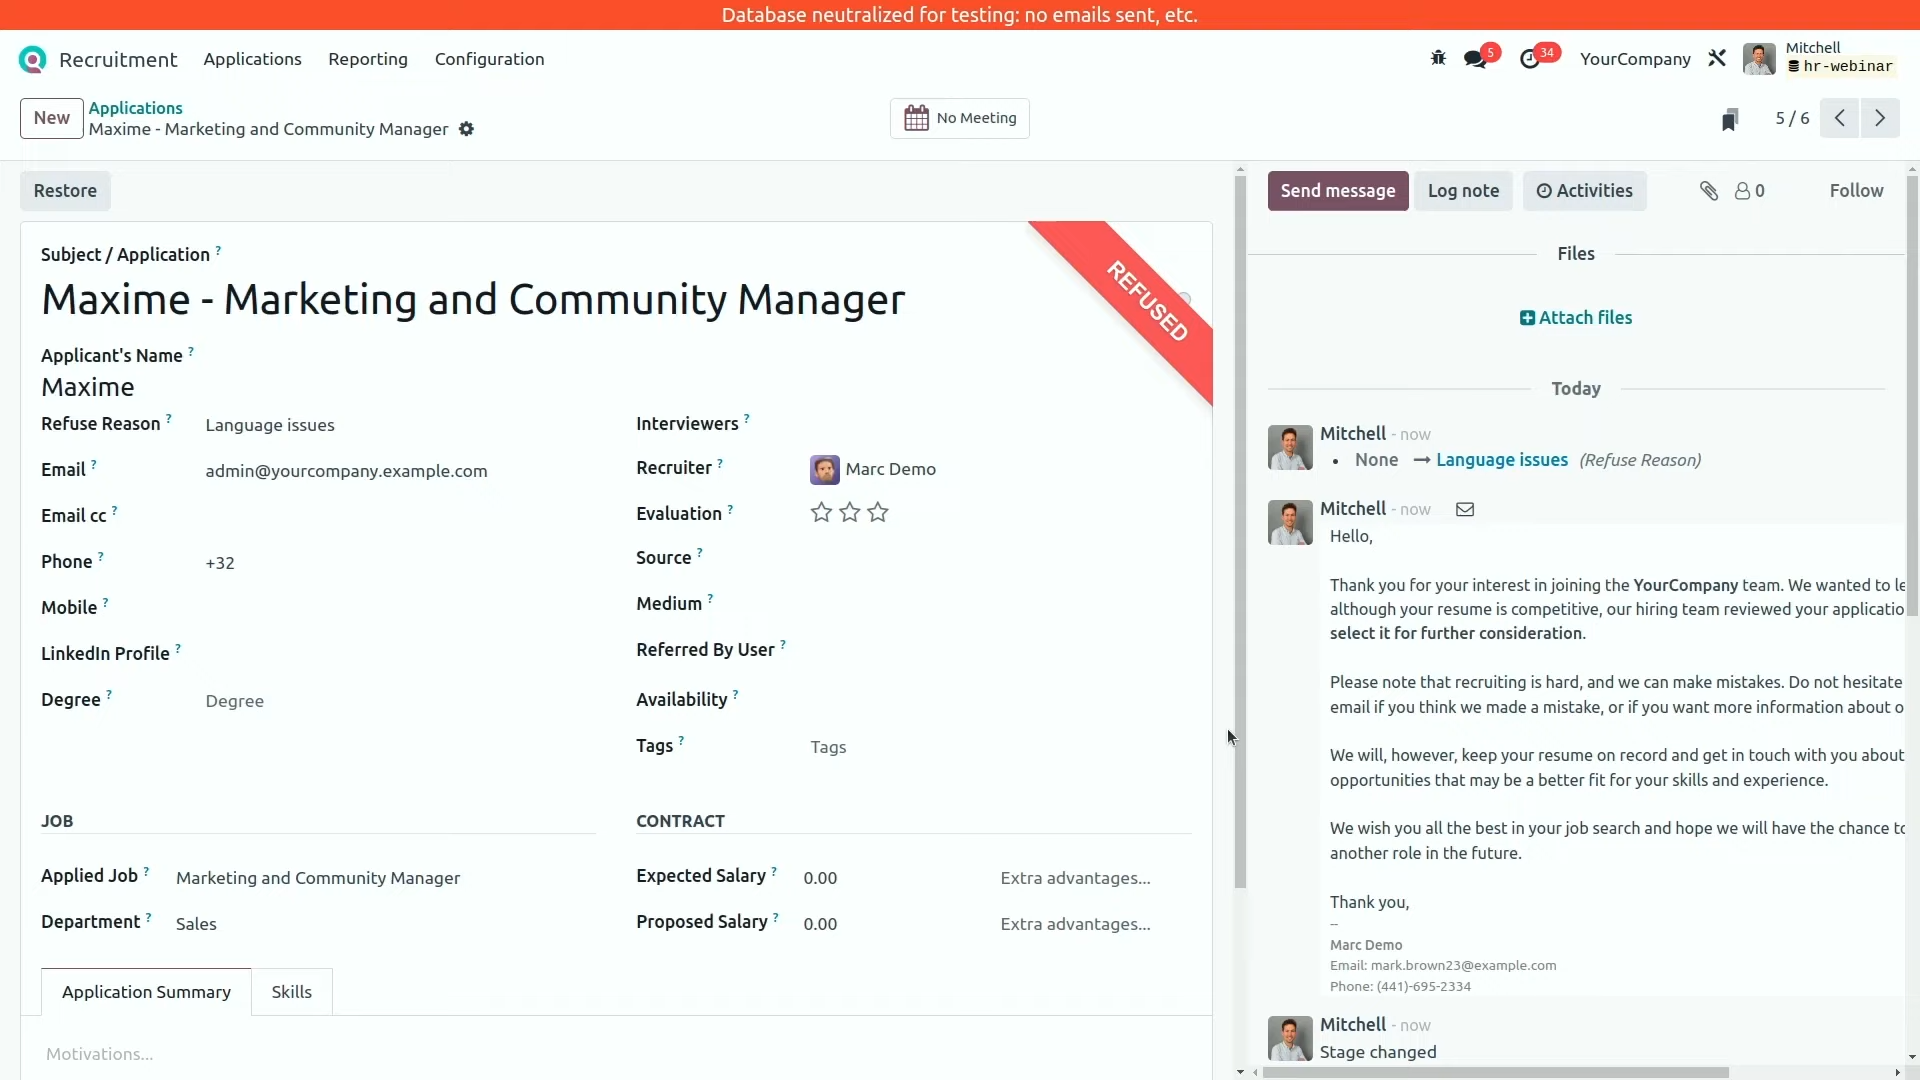 Database neutralized for testing: no emails sent, etc.
Recruitment Applications Reporting Configuration
5 34 YourCompany Mitchell
hr-webinar
New Applications
Maxime - Marketing and Community Manager
No Meeting
5 / 6
Restore
Send message Log note Activities 0 Follow
Subject / Application ?
Maxime - Marketing and Community Manager
REFUSED
Applicant's Name ?
Maxime
Refuse Reason ? Language issues
Email ? admin@yourcompany.example.com
Email cc ?
Phone ? +32
Mobile ?
LinkedIn Profile ?
Degree ? Degree
Interviewers ?
Recruiter ? Marc Demo
Evaluation ?
Source ?
Medium ?
Referred By User ?
Availability ?
Tags ? Tags
JOB
Applied Job ? Marketing and Community Manager
Department ? Sales
CONTRACT
Expected Salary ? 0.00 Extra advantages...
Proposed Salary ? 0.00 Extra advantages...
Application Summary Skills
Motivations...
Files
Attach files
Today
Mitchell - now
• None → Language issues (Refuse Reason)
Mitchell - now
Hello,
Thank you for your interest in joining the YourCompany team. We wanted to le
although your resume is competitive, our hiring team reviewed your applicatio
select it for further consideration.
Please note that recruiting is hard, and we can make mistakes. Do not hesitate
email if you think we made a mistake, or if you want more information about o
We will, however, keep your resume on record and get in touch with you about
opportunities that may be a better fit for your skills and experience.
We wish you all the best in your job search and hope we will have the chance to
another role in the future.
Thank you,
--
Marc Demo
Email: mark.brown23@example.com
Phone: (441)-695-2334
Mitchell - now
Stage changed